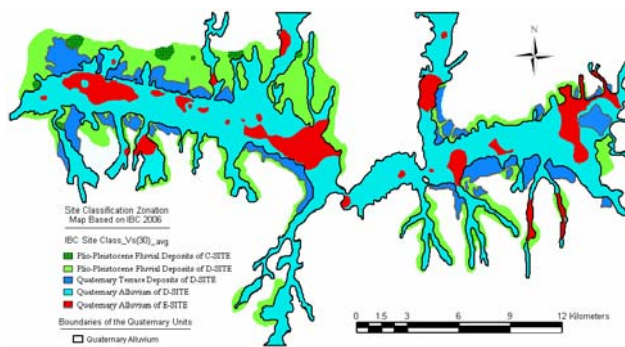 N
Site Classification Zonation
Map Based on IBC 2006
IBC Site Class_Vs(30)_avg
Plio-Pleistocene Fluvial Deposits of C-SITE
Plio-Pleistocene Fluvial Deposits of D-SITE
Quaternary Terrace Deposits of D-SITE
Quaternary Alluvium of D-SITE
Quaternary Alluvium of E-SITE
Boundaries of the Quaternary Units
Quaternary Alluvium
0 1.5 3 6 9 12
Kilometers